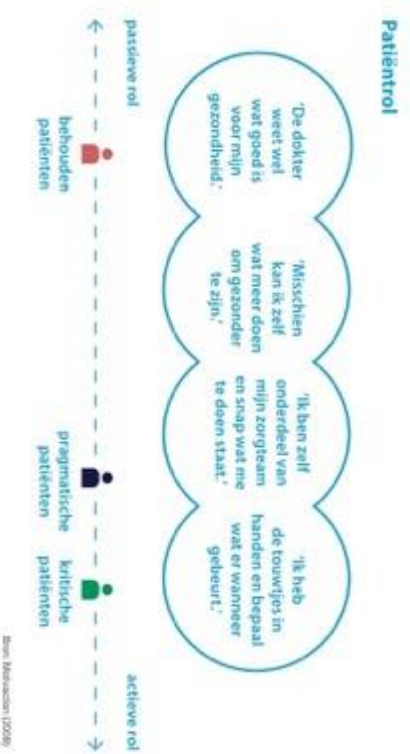 Patiëntrol
'De dokter
weet wel
wat goed is
voor mijn
gezondheid.'
'Misschien
kan ik zelf
wat meer doen
om gezonder
te zijn.'
'Ik ben zelf
onderdeel van
mijn zorgteam
en snap wat me
te doen staat.'
'Ik heb
de touwtjes in
handen en bepaal
wat er wanneer
gebeurt.'
passieve rol
actieve rol
behouden
patiënten
pragmatische
patiënten
kritische
patiënten
Bron: Motivaction (2009)